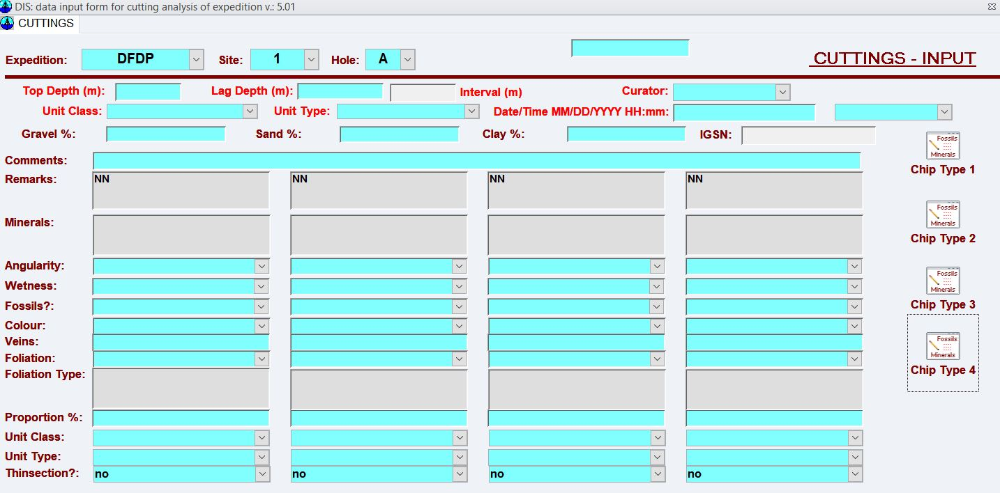 DIS: data input form for cutting analysis of expedition v.: 5.01
CUTTINGS
Expedition: DFDP Site: 1 Hole: A CUTTINGS - INPUT
Top Depth (m): Lag Depth (m): Interval (m) Curator:
Unit Class: Unit Type: Date/Time MM/DD/YYYY HH:mm:
Gravel %: Sand %: Clay %: IGSN:
Fossils
Minerals
Chip Type 1
Comments:
Remarks: NN NN NN NN
Fossils
Minerals
Chip Type 2
Minerals:
Angularity:
Wetness:
Fossils?:
Fossils
Minerals
Chip Type 3
Colour:
Veins:
Foliation:
Foliation Type:
Fossils
Minerals
Chip Type 4
Proportion %:
Unit Class:
Unit Type:
Thinsection?: no no no no